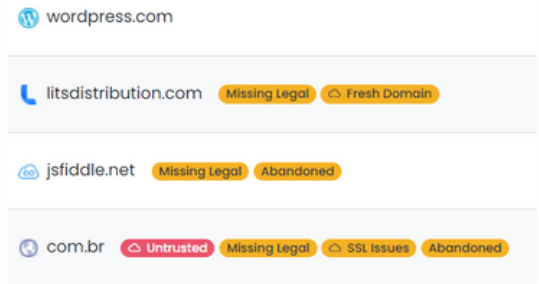 wordpress.com
litsdistribution.com Missing Legal Fresh Domain
jsfiddle.net Missing Legal Abandoned
com.br Untrusted Missing Legal SSL Issues Abandoned